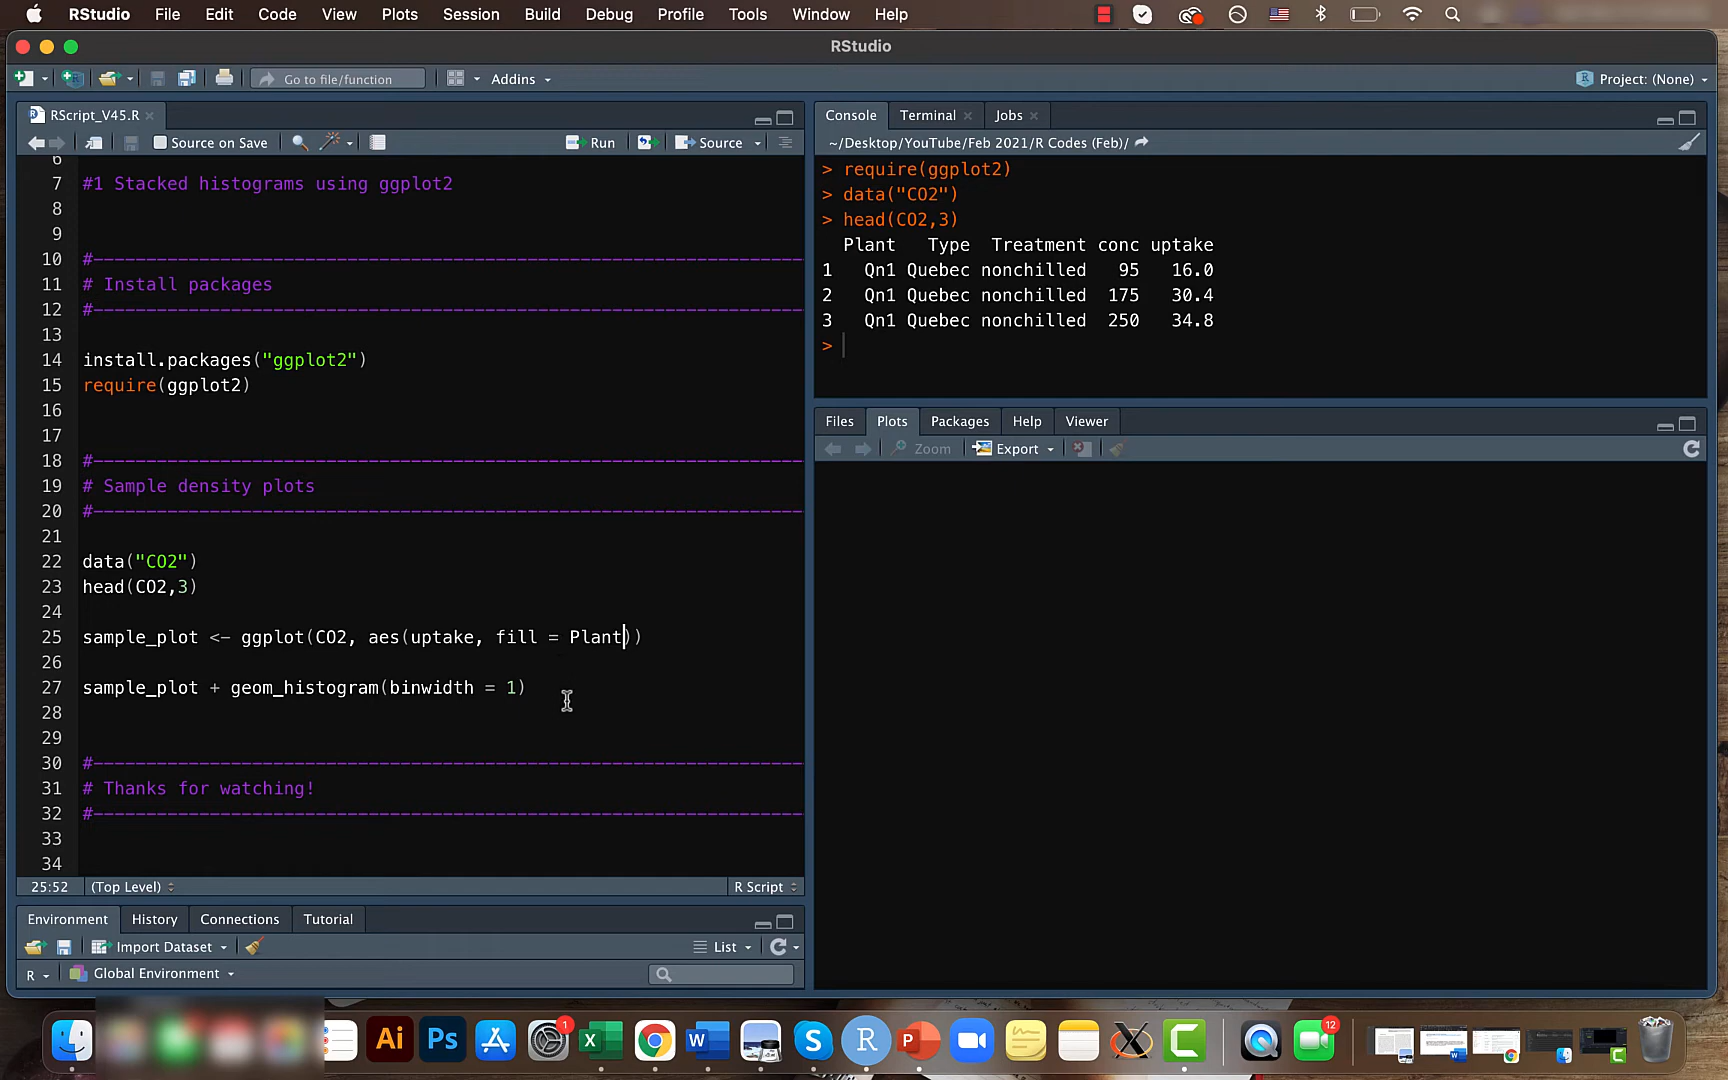 RStudio File Edit Code View Plots Session Build Debug Profile Tools Window Help
RStudio
Go to file/function Addins Project: (None)
RScript_V45.R
Source on Save Run Source
6
7 #1 Stacked histograms using ggplot2
8
9
10 #--------------------------------------------------------------------
11 # Install packages
12 #--------------------------------------------------------------------
13
14 install.packages("ggplot2")
15 require(ggplot2)
16
17
18 #--------------------------------------------------------------------
19 # Sample density plots
20 #--------------------------------------------------------------------
21
22 data("CO2")
23 head(CO2,3)
24
25 sample_plot <- ggplot(CO2, aes(uptake, fill = Plant))
26
27 sample_plot + geom_histogram(binwidth = 1)
28
29
30 #--------------------------------------------------------------------
31 # Thanks for watching!
32 #--------------------------------------------------------------------
33
34
25:52 (Top Level) R Script
Environment History Connections Tutorial
Import Dataset List
R Global Environment
Console Terminal Jobs
~/Desktop/YouTube/Feb 2021/R Codes (Feb)/
> require(ggplot2)
> data("CO2")
> head(CO2,3)
Plant Type Treatment conc uptake
1 Qn1 Quebec nonchilled 95 16.0
2 Qn1 Quebec nonchilled 175 30.4
3 Qn1 Quebec nonchilled 250 34.8
>
Files Plots Packages Help Viewer
Zoom Export
Ai Ps 1 X W S R P 12